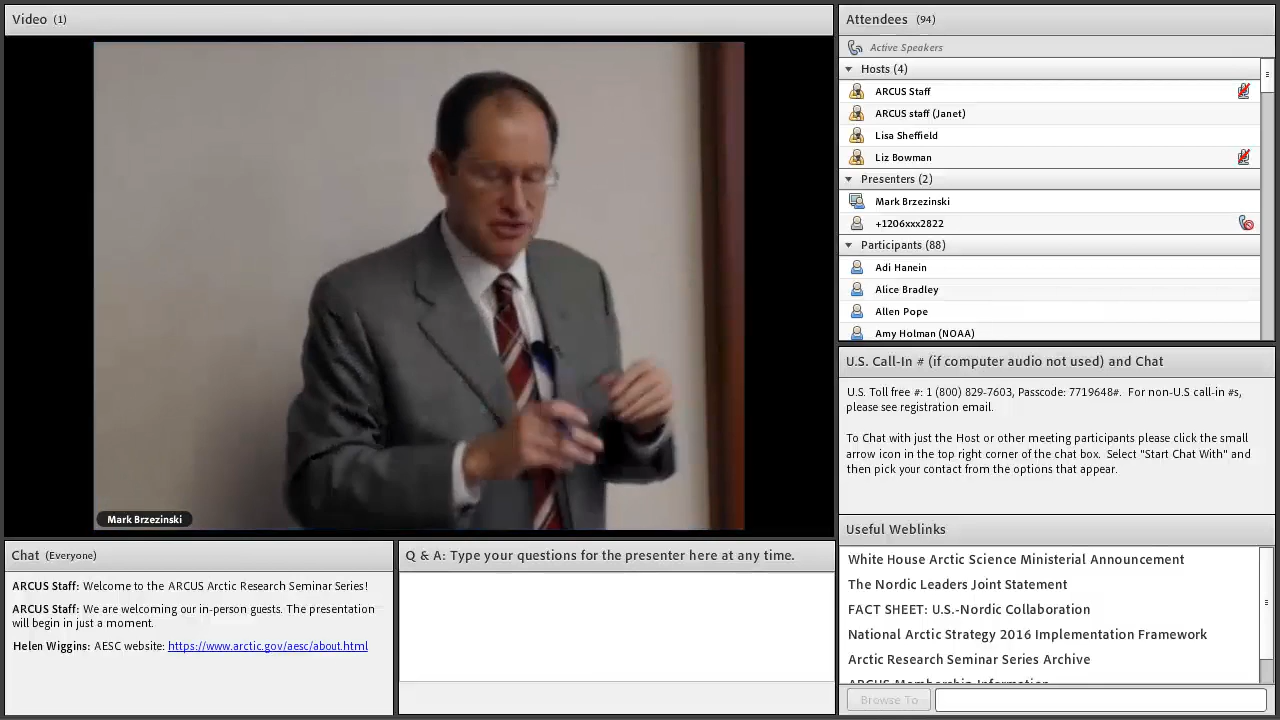 Video (1)
Mark Brzezinski
Attendees (94)
Active Speakers
Hosts (4)
ARCUS Staff
ARCUS staff (Janet)
Lisa Sheffield
Liz Bowman
Presenters (2)
Mark Brzezinski
+1206xxx2822
Participants (88)
Adi Hanein
Alice Bradley
Allen Pope
Amy Holman (NOAA)
U.S. Call-In # (if computer audio not used) and Chat
U.S. Toll free #: 1 (800) 829-7603, Passcode: 7719648#. For non-U.S call-in #s,
please see registration email.
To Chat with just the Host or other meeting participants please click the small
arrow icon in the top right corner of the chat box. Select "Start Chat With" and
then pick your contact from the options that appear.
Useful Weblinks
White House Arctic Science Ministerial Announcement
The Nordic Leaders Joint Statement
FACT SHEET: U.S.-Nordic Collaboration
National Arctic Strategy 2016 Implementation Framework
Arctic Research Seminar Series Archive
ARCUS Membership Information
Browse To
Chat (Everyone)
ARCUS Staff: Welcome to the ARCUS Arctic Research Seminar Series!
ARCUS Staff: We are welcoming our in-person guests. The presentation
will begin in just a moment.
Helen Wiggins: AESC website: https://www.arctic.gov/aesc/about.html
Q & A: Type your questions for the presenter here at any time.